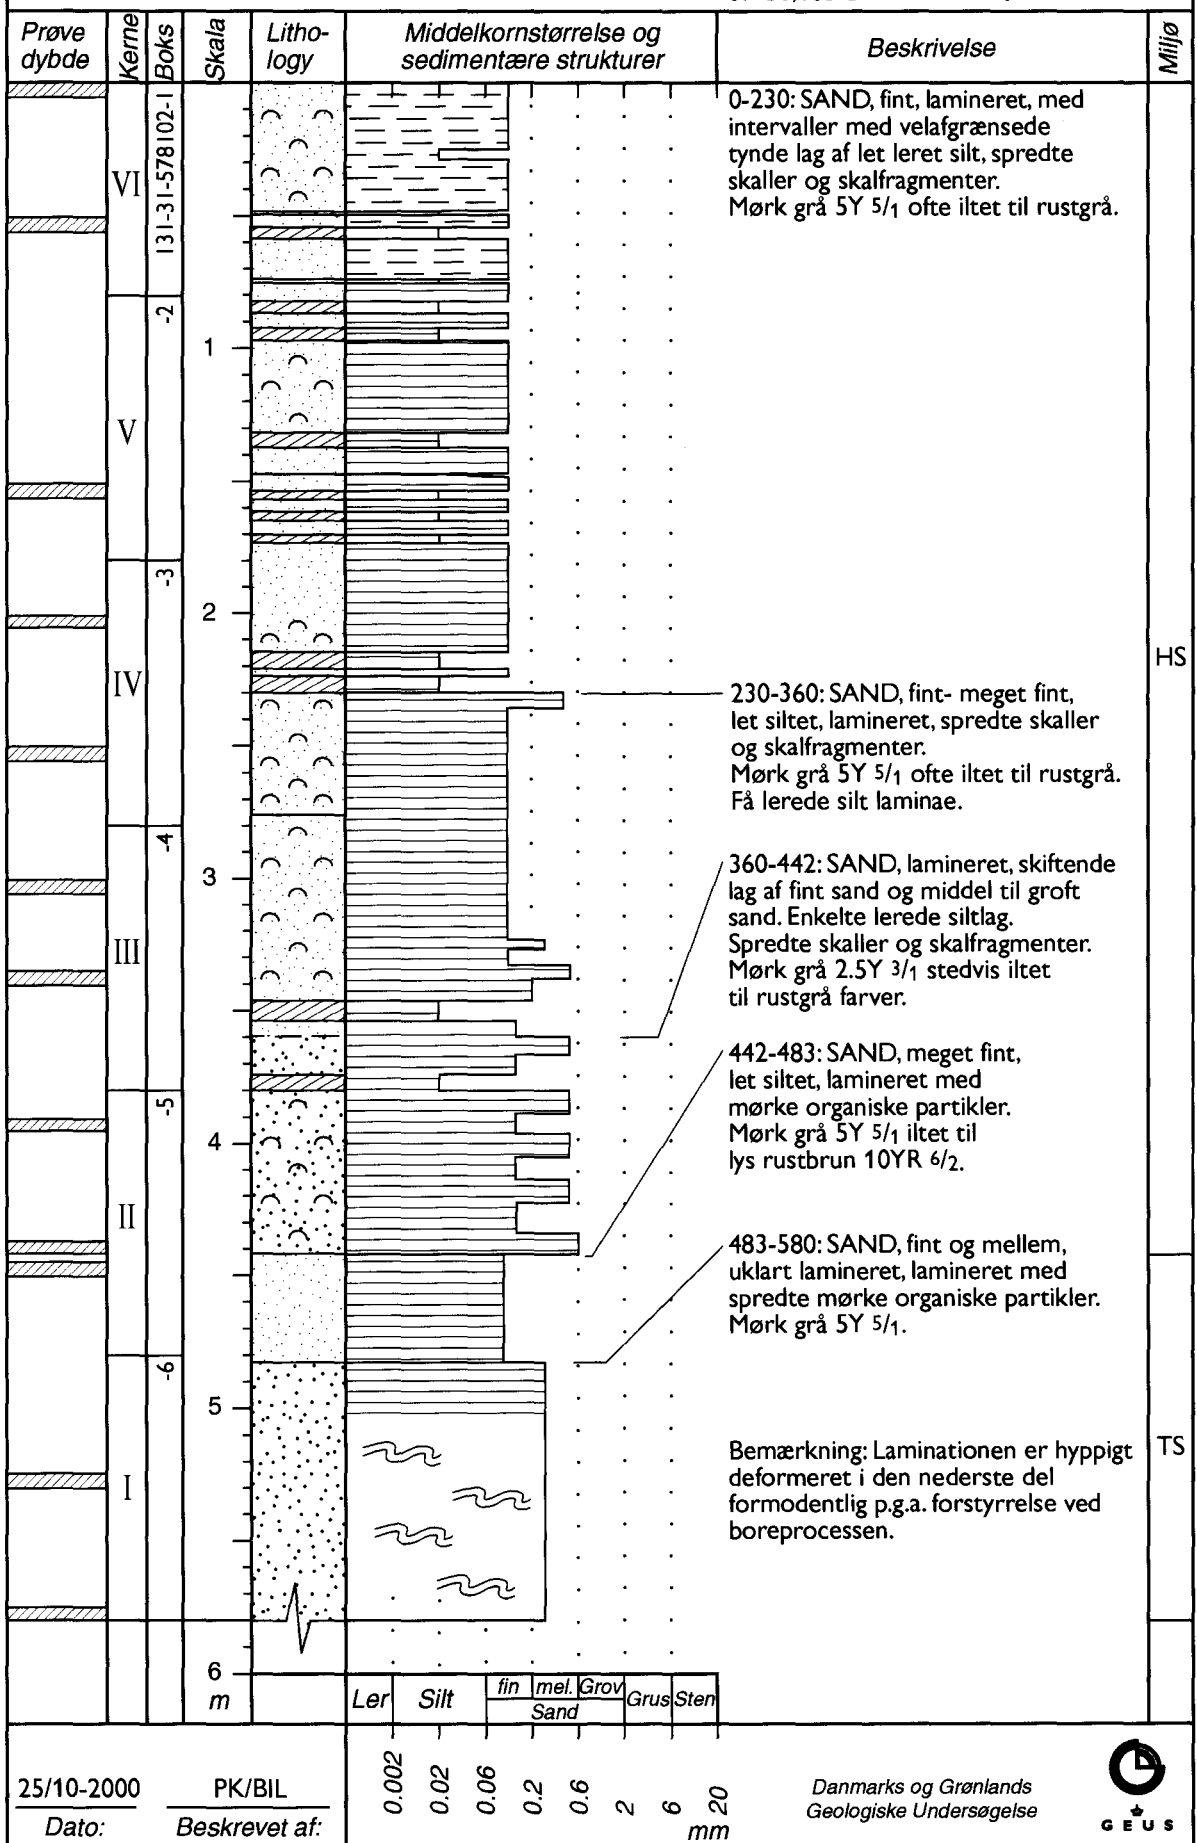 Prøve dybde
Kerne
Boks
Skala
Litho-
logy
Middelkornstørrelse og
sedimentære strukturer
Beskrivelse
Miljø
VI
V
IV
III
II
I
131-31-578102-1
-2
-3
-4
-5
-6
1
2
3
4
5
6
m
0-230: SAND, fint, lamineret, med
intervaller med velafgrænsede
tynde lag af let leret silt, spredte
skaller og skalfragmenter.
Mørk grå 5Y 5/1 ofte iltet til rustgrå.
230-360: SAND, fint- meget fint,
let siltet, lamineret, spredte skaller
og skalfragmenter.
Mørk grå 5Y 5/1 ofte iltet til rustgrå.
Få lerede silt laminae.
360-442: SAND, lamineret, skiftende
lag af fint sand og middel til groft
sand. Enkelte lerede siltlag.
Spredte skaller og skalfragmenter.
Mørk grå 2.5Y 3/1 stedvis iltet
til rustgrå farver.
442-483: SAND, meget fint,
let siltet, lamineret med
mørke organiske partikler.
Mørk grå 5Y 5/1 iltet til
lys rustbrun 10YR 6/2.
483-580: SAND, fint og mellem,
uklart lamineret, lamineret med
spredte mørke organiske partikler.
Mørk grå 5Y 5/1.
Bemærkning: Laminationen er hyppigt
deformeret i den nederste del
formodentlig p.g.a. forstyrrelse ved
boreprocessen.
HS
TS
Ler
Silt
fin
mel.
Grov
Sand
Grus
Sten
0.002
0.02
0.06
0.2
0.6
2
6
20
mm
25/10-2000
Dato:
PK/BIL
Beskrevet af:
Danmarks og Grønlands
Geologiske Undersøgelse
G E U S